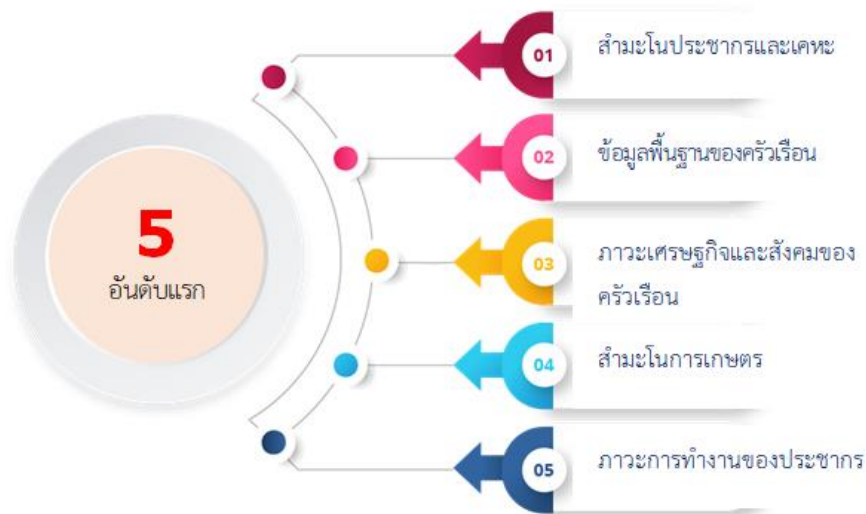 5
อันดับแรก
01
สำมะโนประชากรและเคหะ
02
ข้อมูลพื้นฐานของครัวเรือน
03
ภาวะเศรษฐกิจและสังคมของ
ครัวเรือน
04
สำมะโนการเกษตร
05
ภาวะการทำงานของประชากร